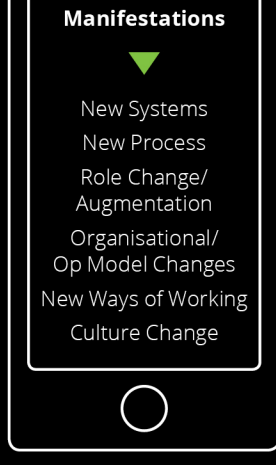 Manifestations
New Systems
New Process
Role Change/
Augmentation
Organisational/
Op Model Changes
New Ways of Working
Culture Change